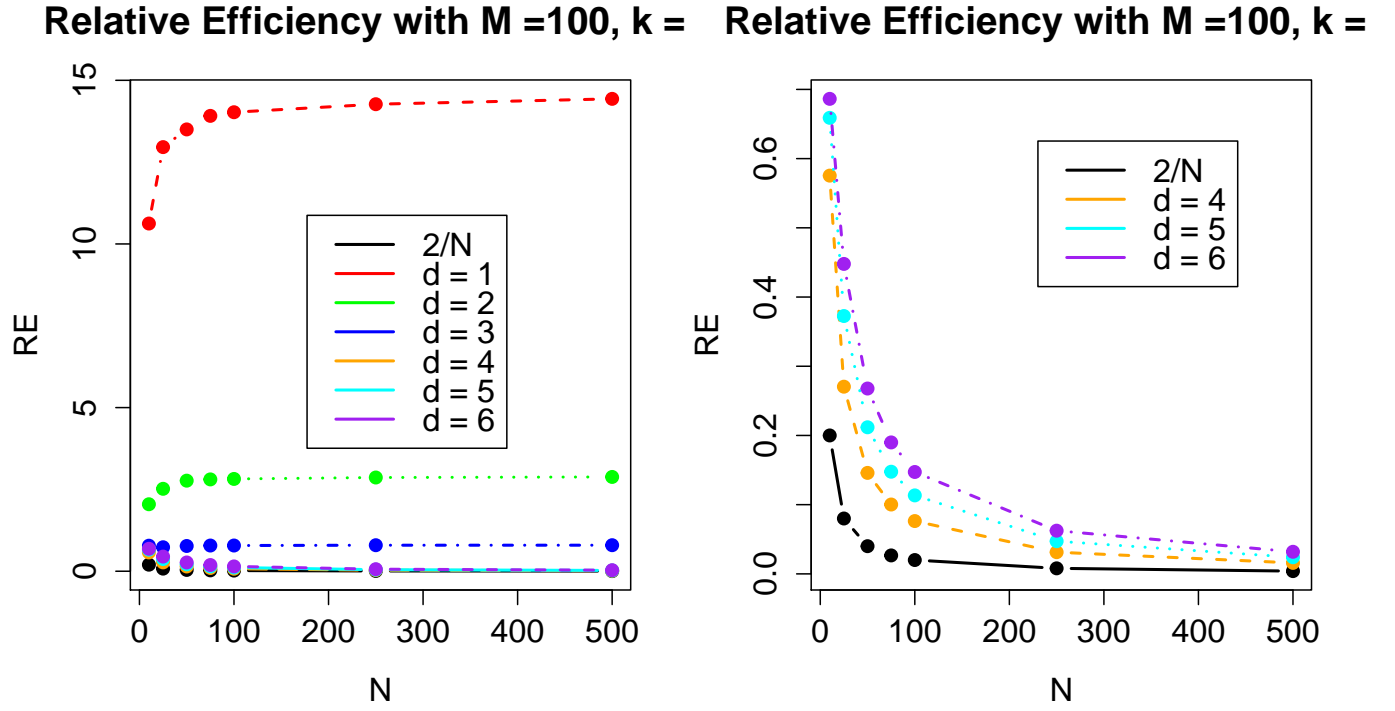 Relative Efficiency with M =100, k =
15
10
5
0
RE
2/N
d = 1
d = 2
d = 3
d = 4
d = 5
d = 6
0
100
200
300
400
500
N
Relative Efficiency with M =100, k =
0.6
0.4
0.2
0.0
RE
2/N
d = 4
d = 5
d = 6
0
100
200
300
400
500
N